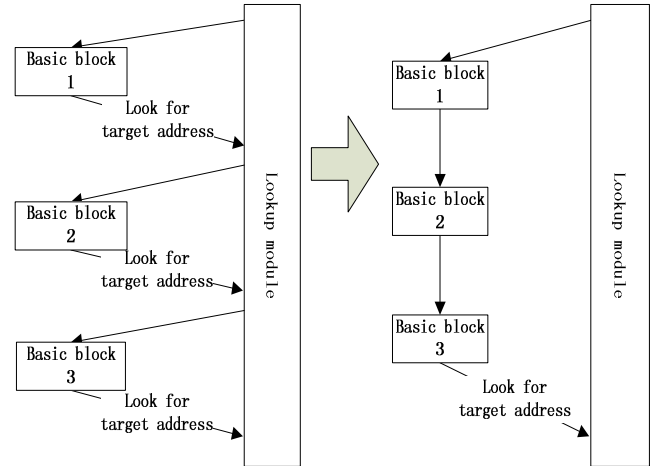 Basic block
1
Look for
target address
Basic block
2
Look for
target address
Basic block
3
Look for
target address
Lookup module
Basic block
1
Basic block
2
Basic block
3
Look for
target address
Lookup module